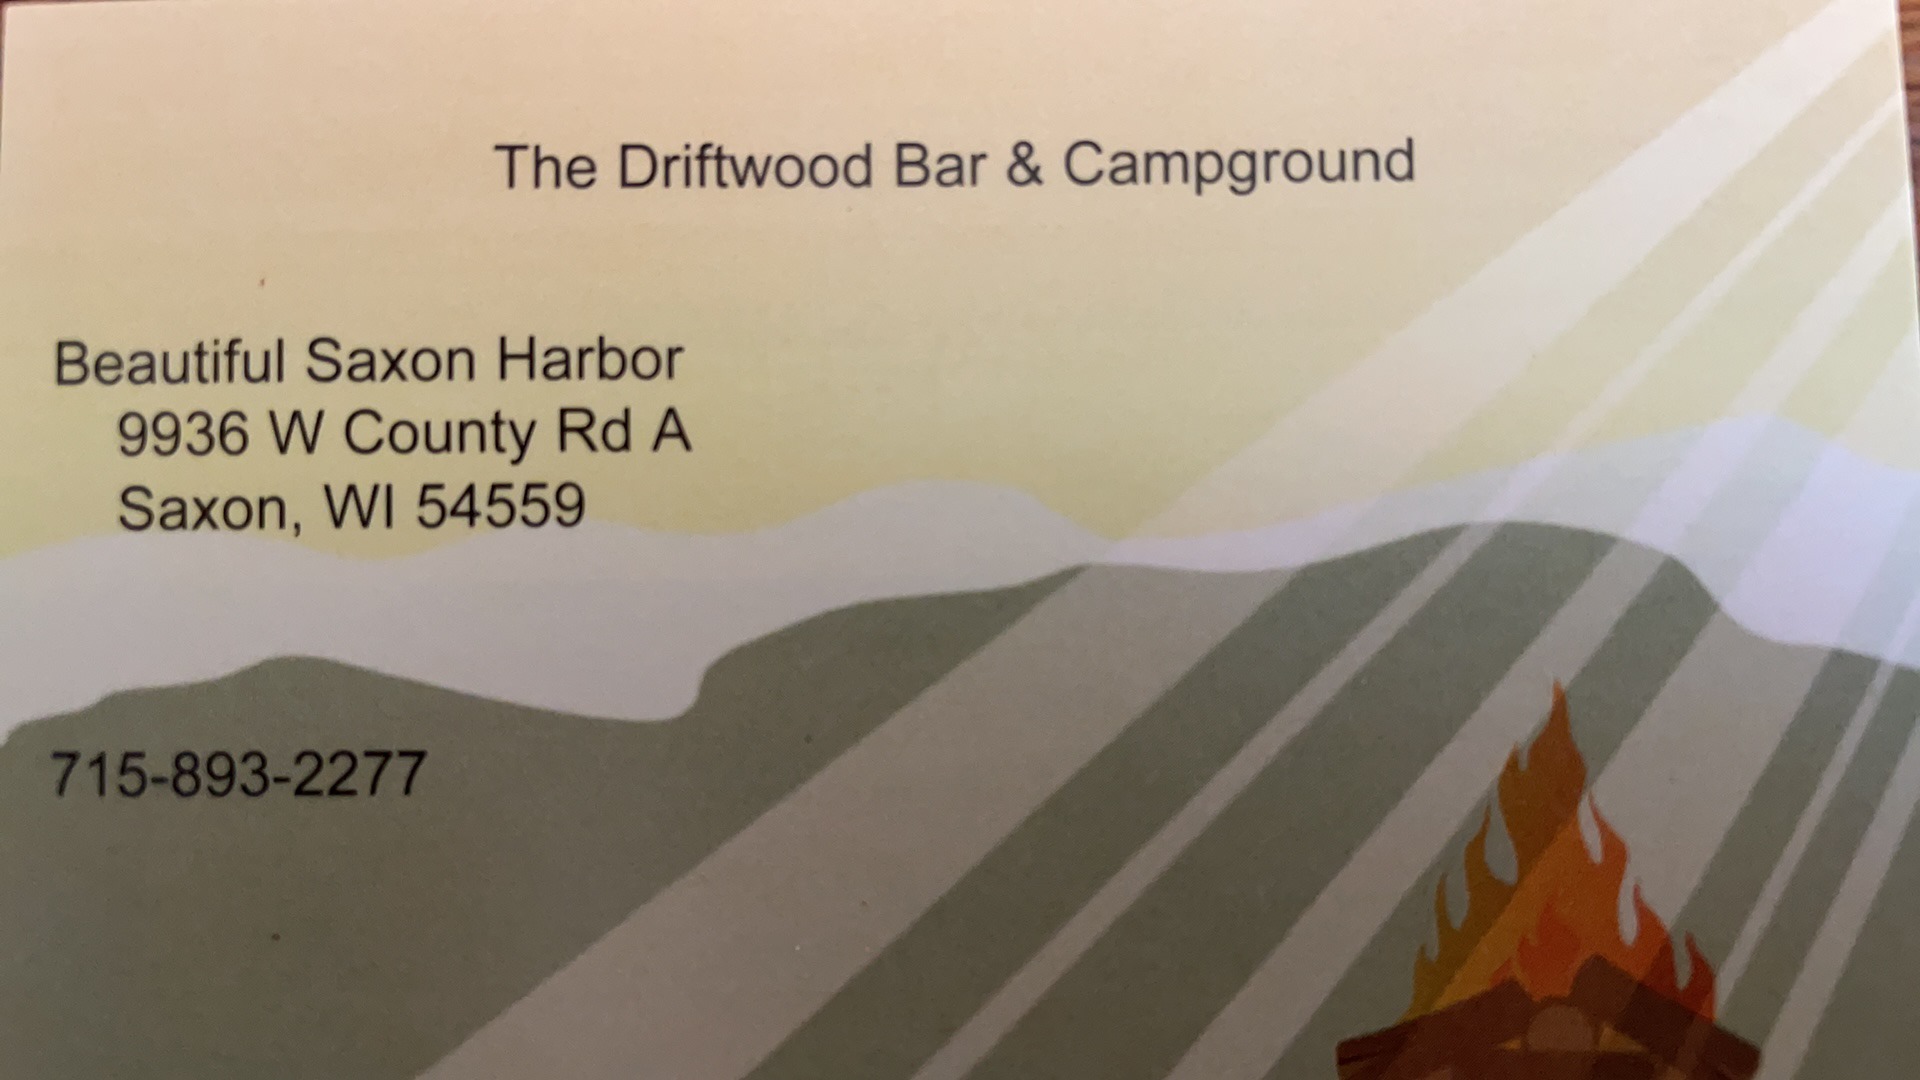 The Driftwood Bar & Campground
Beautiful Saxon Harbor
9936 W County Rd A
Saxon, WI 54559
715-893-2277